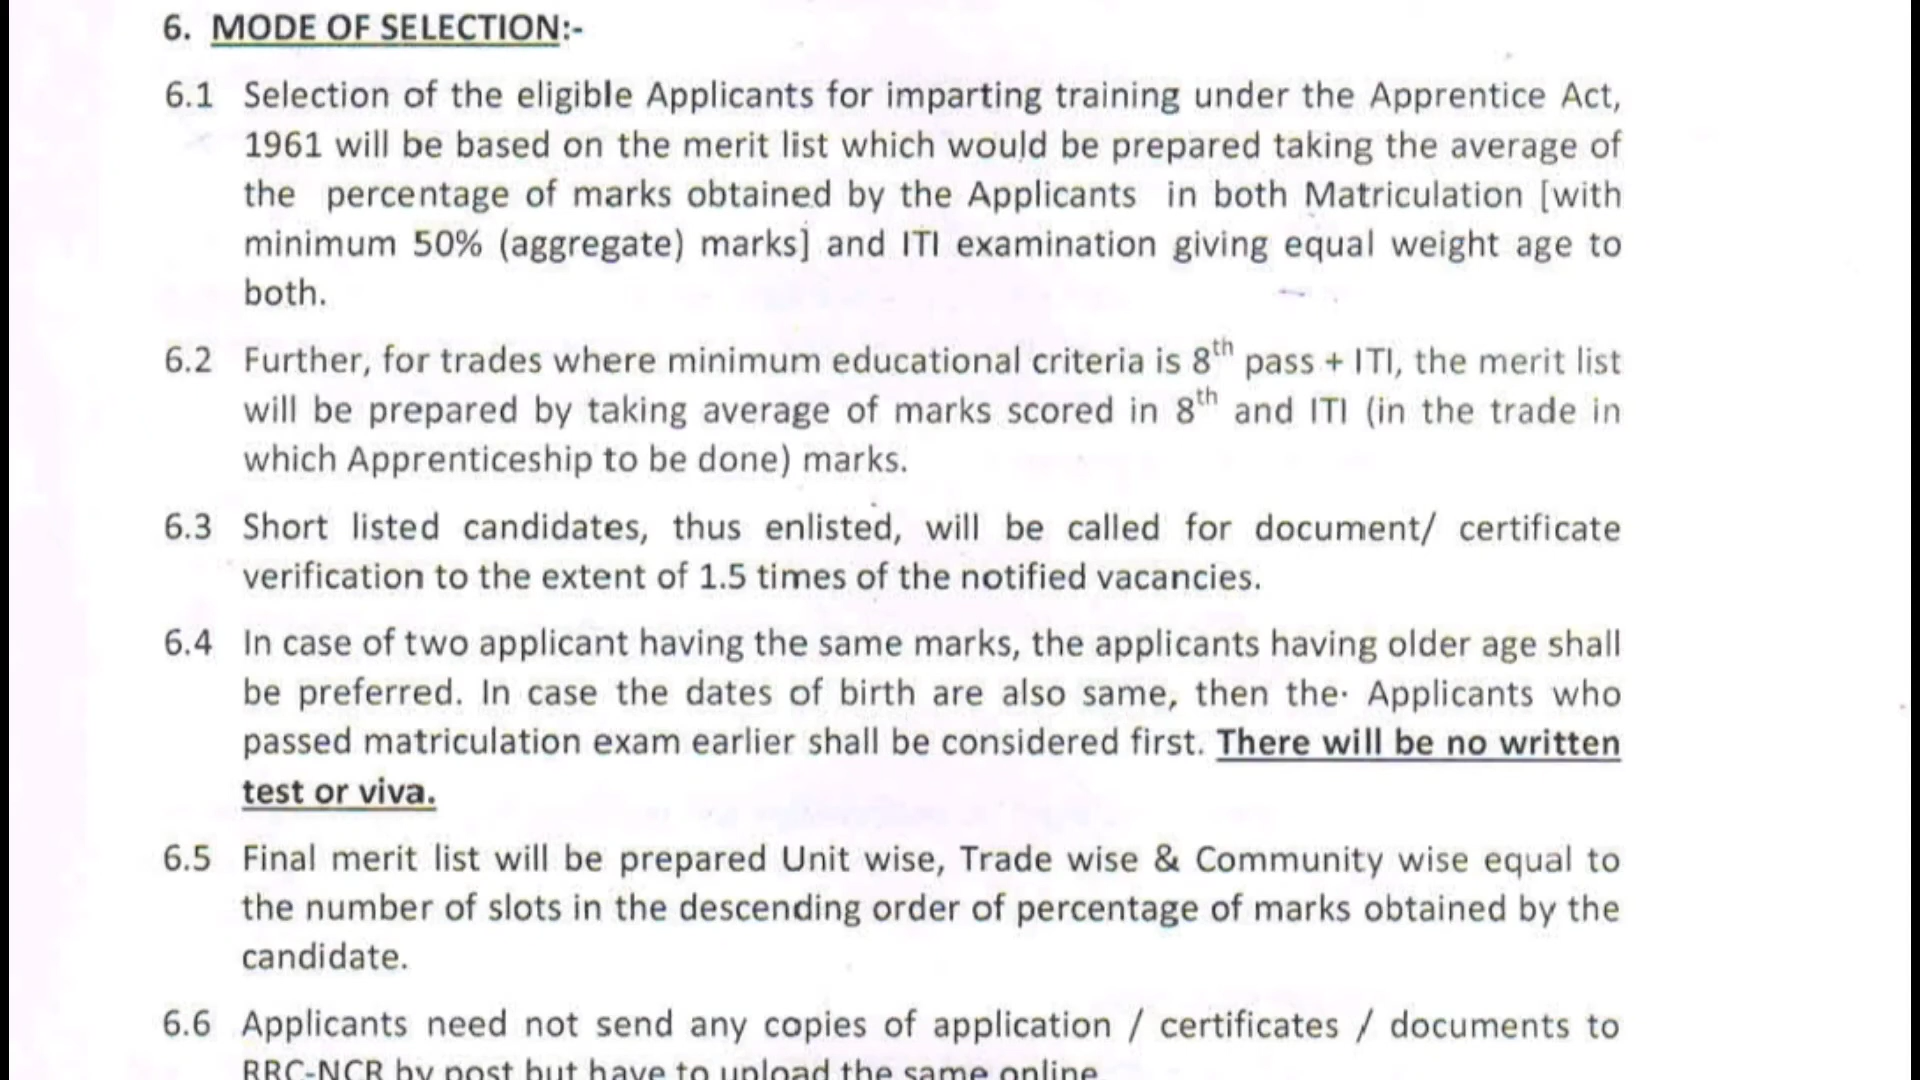 6. MODE OF SELECTION:-
6.1 Selection of the eligible Applicants for imparting training under the Apprentice Act,
1961 will be based on the merit list which would be prepared taking the average of
the percentage of marks obtained by the Applicants in both Matriculation [with
minimum 50% (aggregate) marks] and ITI examination giving equal weight age to
both.
6.2 Further, for trades where minimum educational criteria is 8th pass + ITI, the merit list
will be prepared by taking average of marks scored in 8th and ITI (in the trade in
which Apprenticeship to be done) marks.
6.3 Short listed candidates, thus enlisted, will be called for document/ certificate
verification to the extent of 1.5 times of the notified vacancies.
6.4 In case of two applicant having the same marks, the applicants having older age shall
be preferred. In case the dates of birth are also same, then the Applicants who
passed matriculation exam earlier shall be considered first. There will be no written
test or viva.
6.5 Final merit list will be prepared Unit wise, Trade wise & Community wise equal to
the number of slots in the descending order of percentage of marks obtained by the
candidate.
6.6 Applicants need not send any copies of application / certificates / documents to
RRC-NCR by post but have to upload the same online.